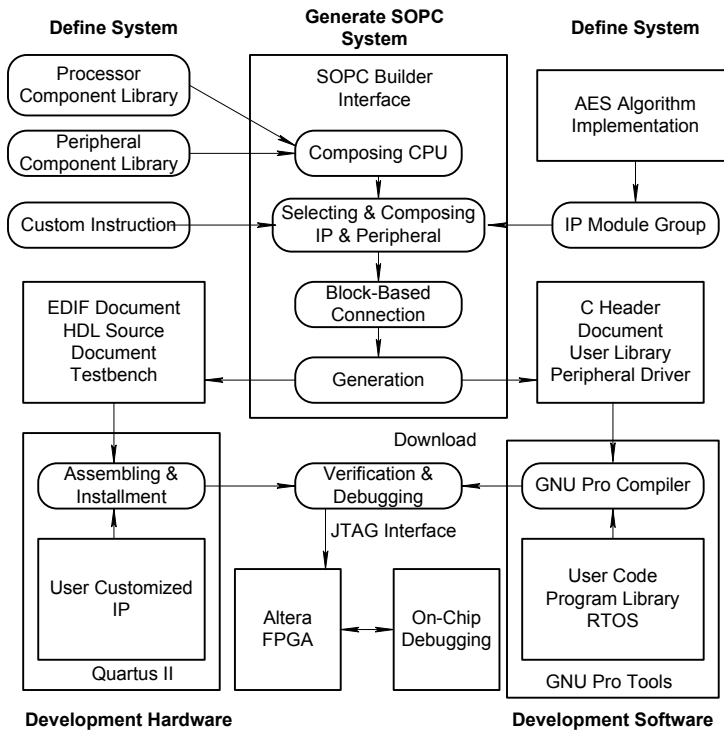 Define System
Generate SOPC
System
Define System
Processor
Component Library
Peripheral
Component Library
Custom Instruction
SOPC Builder
Interface
Composing CPU
Selecting & Composing
IP & Peripheral
Block-Based
Connection
Generation
AES Algorithm
Implementation
IP Module Group
EDIF Document
HDL Source
Document
Testbench
C Header
Document
User Library
Peripheral Driver
Download
Assembling &
Installment
Verification &
Debugging
GNU Pro Compiler
JTAG Interface
User Customized
IP
Quartus II
Altera
FPGA
On-Chip
Debugging
User Code
Program Library
RTOS
GNU Pro Tools
Development Hardware
Development Software